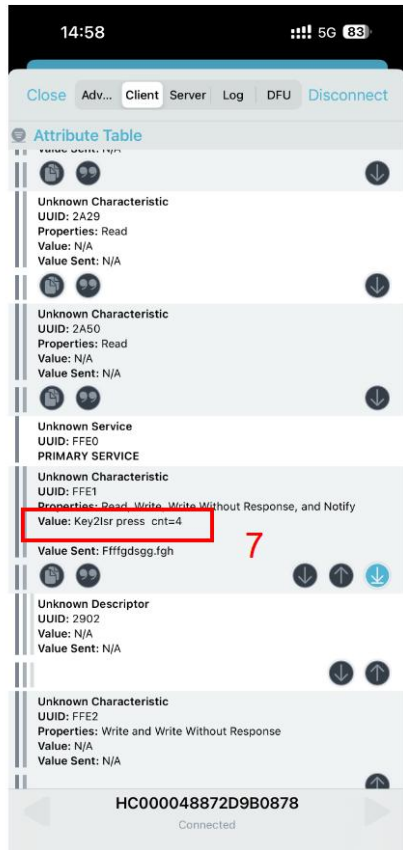 14:58
5G 83
Close Adv... Client Server Log DFU Disconnect
Attribute Table
Value Sent: N/A
Unknown Characteristic
UUID: 2A29
Properties: Read
Value: N/A
Value Sent: N/A
Unknown Characteristic
UUID: 2A50
Properties: Read
Value: N/A
Value Sent: N/A
Unknown Service
UUID: FFE0
PRIMARY SERVICE
Unknown Characteristic
UUID: FFE1
Properties: Read, Write, Write Without Response, and Notify
Value: Key2Isr press cnt=4
7
Value Sent: Ffffgdsgg.fgh
Unknown Descriptor
UUID: 2902
Value: N/A
Value Sent: N/A
Unknown Characteristic
UUID: FFE2
Properties: Write and Write Without Response
Value: N/A
Value Sent: N/A
HC000048872D9B0878
Connected